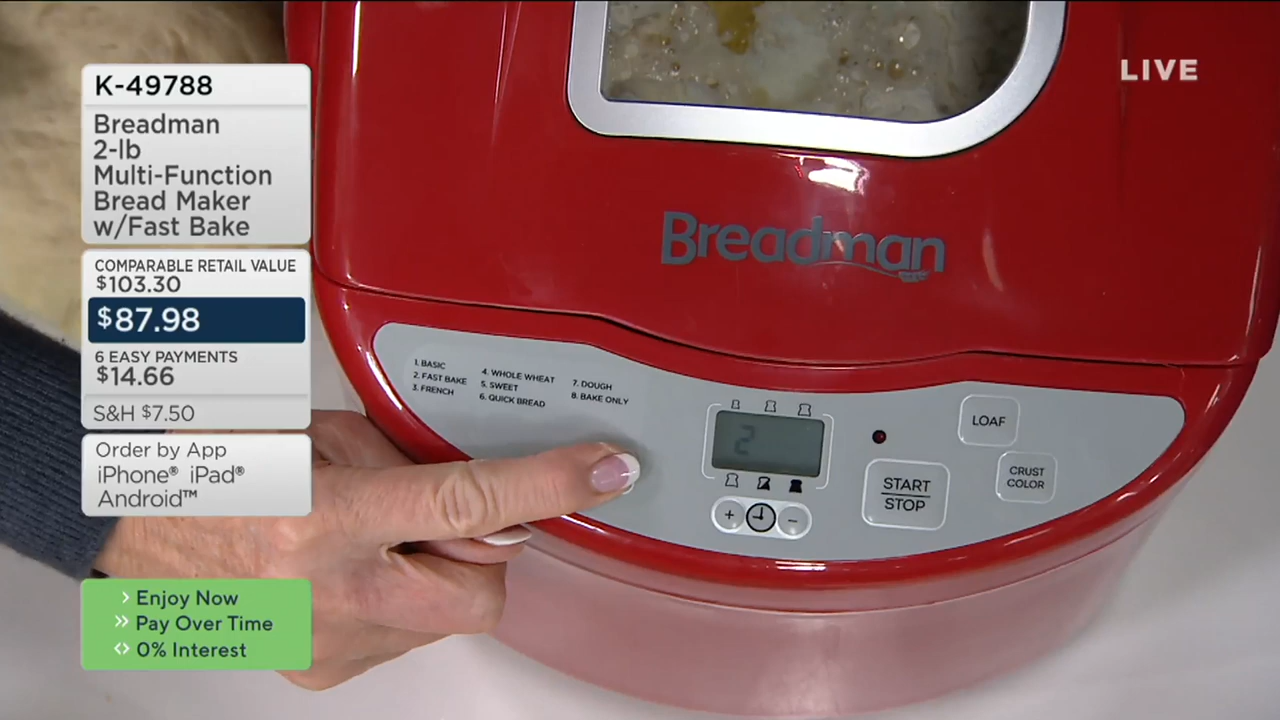 K-49788
Breadman
2-lb
Multi-Function
Bread Maker
w/Fast Bake
COMPARABLE RETAIL VALUE
$103.30
$87.98
6 EASY PAYMENTS
$14.66
S&H $7.50
Order by App
iPhone® iPad®
Android™
> Enjoy Now
>> Pay Over Time
<> 0% Interest
LIVE
Breadman
1. BASIC
2. FAST BAKE
3. FRENCH
4. WHOLE WHEAT
5. SWEET
6. QUICK BREAD
7. DOUGH
8. BAKE ONLY
2
+
−
START
STOP
LOAF
CRUST
COLOR